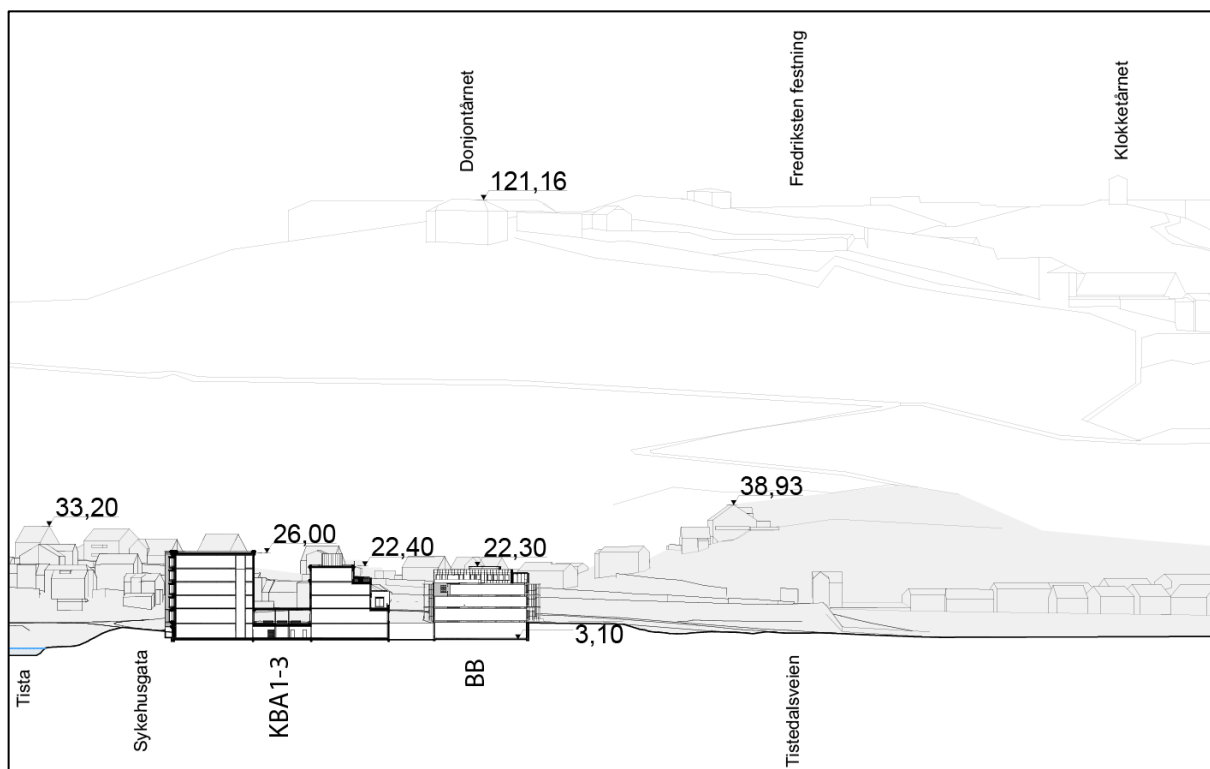 Donjontårnet
Fredriksten festning
Klokketårnet
121,16
38,93
33,20
26,00
22,40
22,30
3,10
Tista
Sykehusgata
KBA1-3
BB
Tistedalsveien